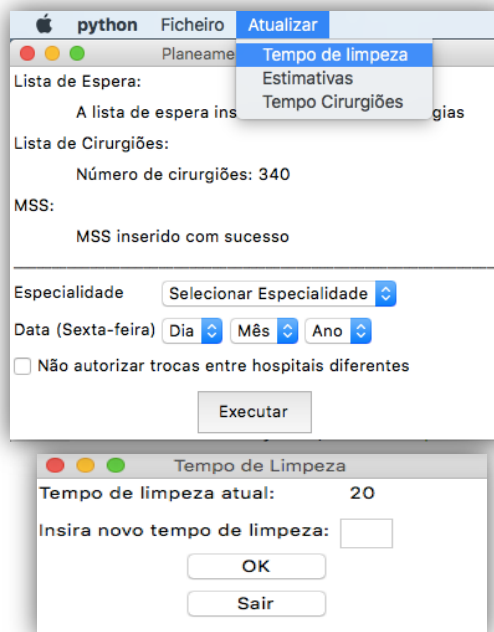 python Ficheiro Atualizar
Planeame
Tempo de limpeza
Estimativas
Tempo Cirurgiões
Lista de Espera:
A lista de espera ins gias
Lista de Cirurgiões:
Número de cirurgiões: 340
MSS:
MSS inserido com sucesso
Especialidade Selecionar Especialidade
Data (Sexta-feira) Dia Mês Ano
Não autorizar trocas entre hospitais diferentes
Executar
Tempo de Limpeza
Tempo de limpeza atual: 20
Insira novo tempo de limpeza:
OK
Sair